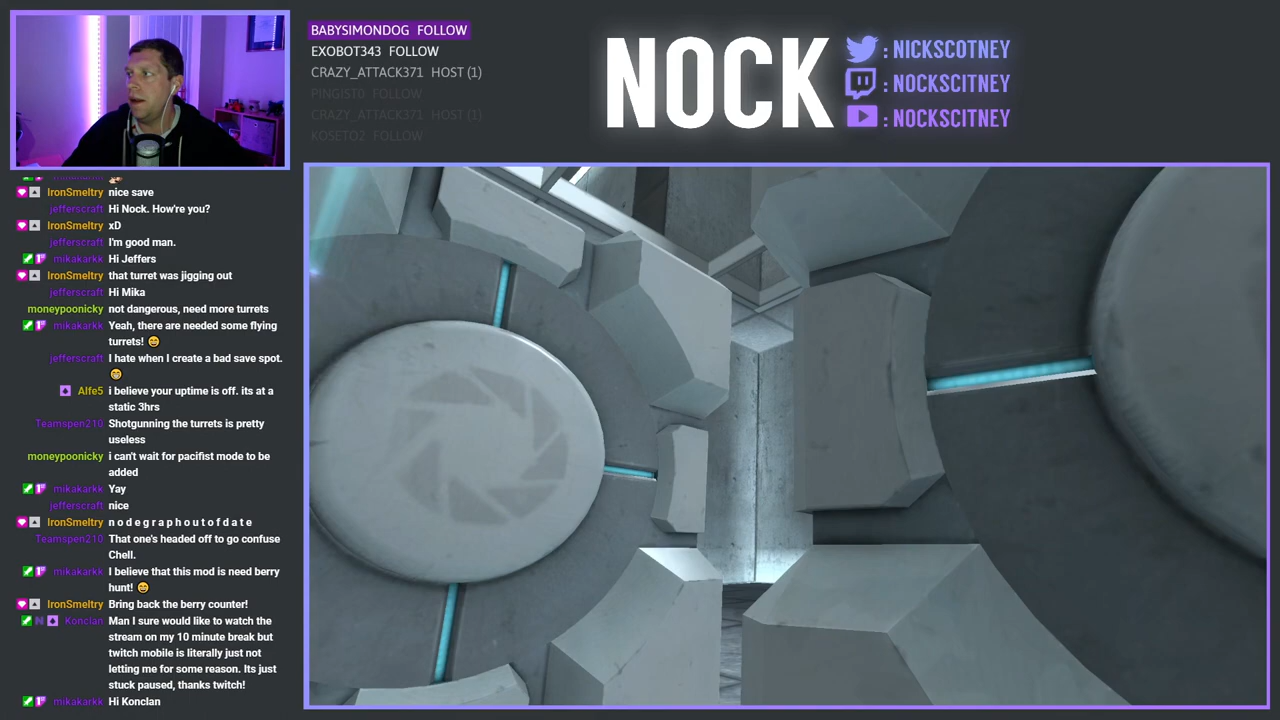 BABYSIMONDOG FOLLOW
EXOBOT343 FOLLOW
CRAZY_ATTACK371 HOST (1)
PINGIST0 FOLLOW
CRAZY_ATTACK371 HOST (1)
KOSETO2 FOLLOW
NOCK
: NICKSCOTNEY
: NOCKSCITNEY
: NOCKSCITNEY
IronSmeltry nice save
jefferscraft Hi Nock. How're you?
IronSmeltry xD
jefferscraft I'm good man.
mikakarkk Hi Jeffers
IronSmeltry that turret was jigging out
jefferscraft Hi Mika
moneypoonicky not dangerous, need more turrets
mikakarkk Yeah, there are needed some flying
turrets! 😄
jefferscraft I hate when I create a bad save spot.
😁
Alfe5 i believe your uptime is off. its at a
static 3hrs
Teamspen210 Shotgunning the turrets is pretty
useless
moneypoonicky i can't wait for pacifist mode to be
added
mikakarkk Yay
jefferscraft nice
IronSmeltry n o d e g r a p h o u t o f d a t e
Teamspen210 That one's headed off to go confuse
Chell.
mikakarkk I believe that this mod is need berry
hunt! 😄
IronSmeltry Bring back the berry counter!
Konclan Man I sure would like to watch the
stream on my 10 minute break but
twitch mobile is literally just not
letting me for some reason. Its just
stuck paused, thanks twitch!
mikakarkk Hi Konclan